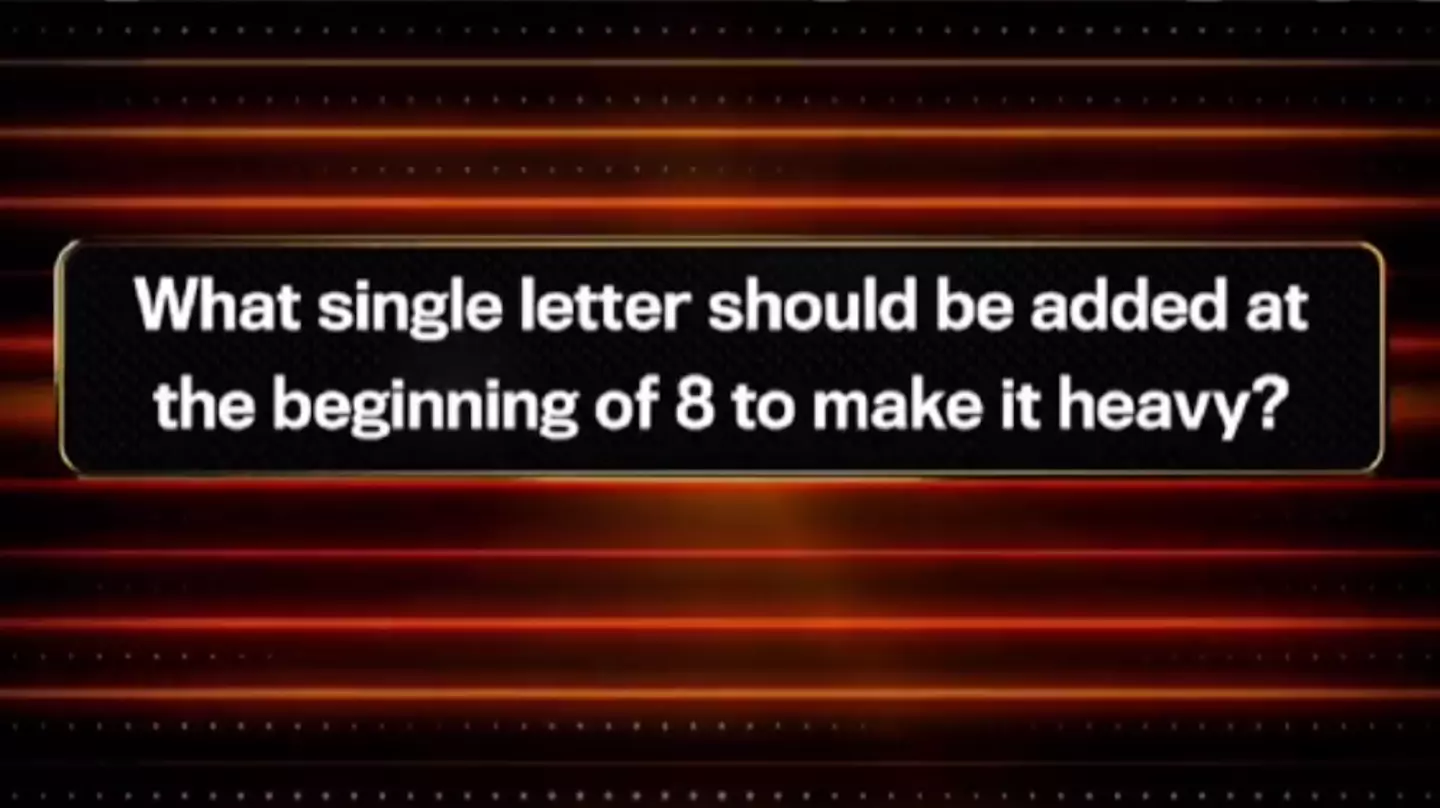 What single letter should be added at
the beginning of 8 to make it heavy?